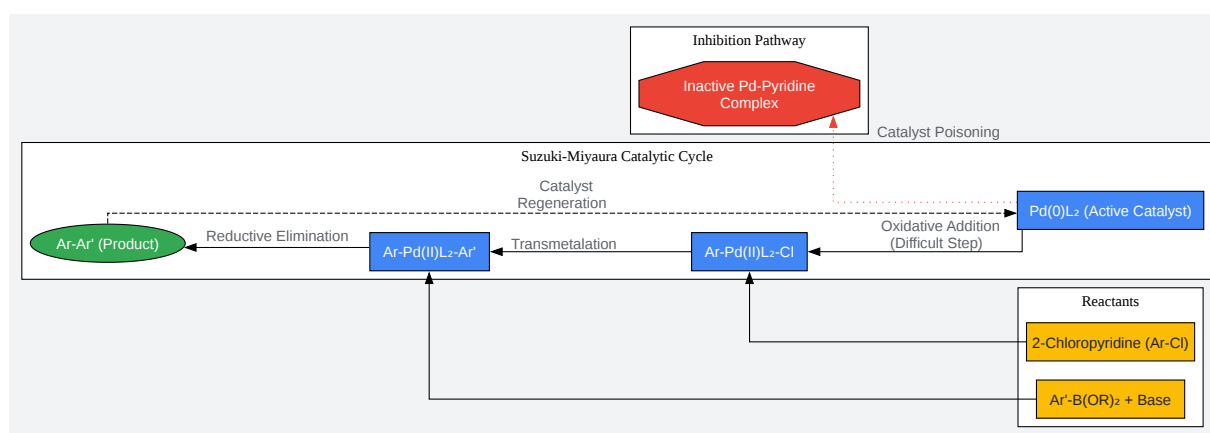 Inhibition Pathway
Inactive Pd-Pyridine
Complex
Catalyst Poisoning
Suzuki-Miyaura Catalytic Cycle
Catalyst
Regeneration
Pd(0)L₂ (Active Catalyst)
Ar-Ar' (Product)
Reductive Elimination
Ar-Pd(II)L₂-Ar'
Transmetalation
Ar-Pd(II)L₂-Cl
Oxidative Addition
(Difficult Step)
Reactants
2-Chloropyridine (Ar-Cl)
Ar'-B(OR)₂ + Base